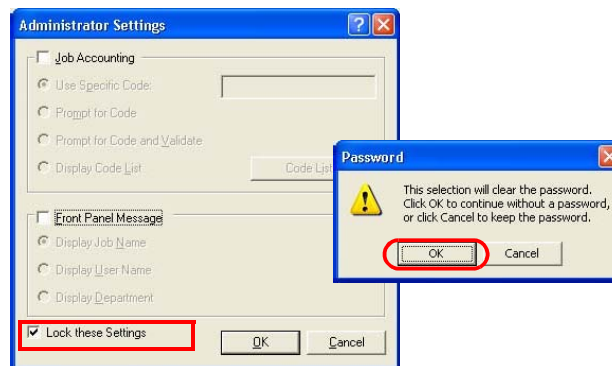 Administrator Settings
Job Accounting
Use Specific Code:
Prompt for Code
Prompt for Code and Validate
Display Code List
Code List
Front Panel Message
Display Job Name
Display User Name
Display Department
Lock these Settings
OK
Cancel
Password
This selection will clear the password.
Click OK to continue without a password,
or click Cancel to keep the password.
OK
Cancel